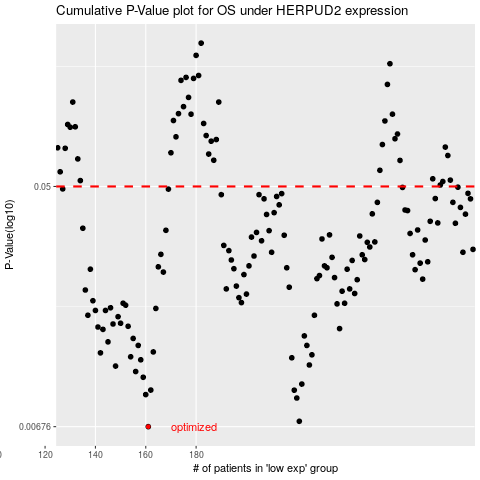 Cumulative P-Value plot for OS under HERPUD2 expression
P-Value(log10)
0.05
0.00676
optimized
0 120 140 160 180
# of patients in 'low exp' group